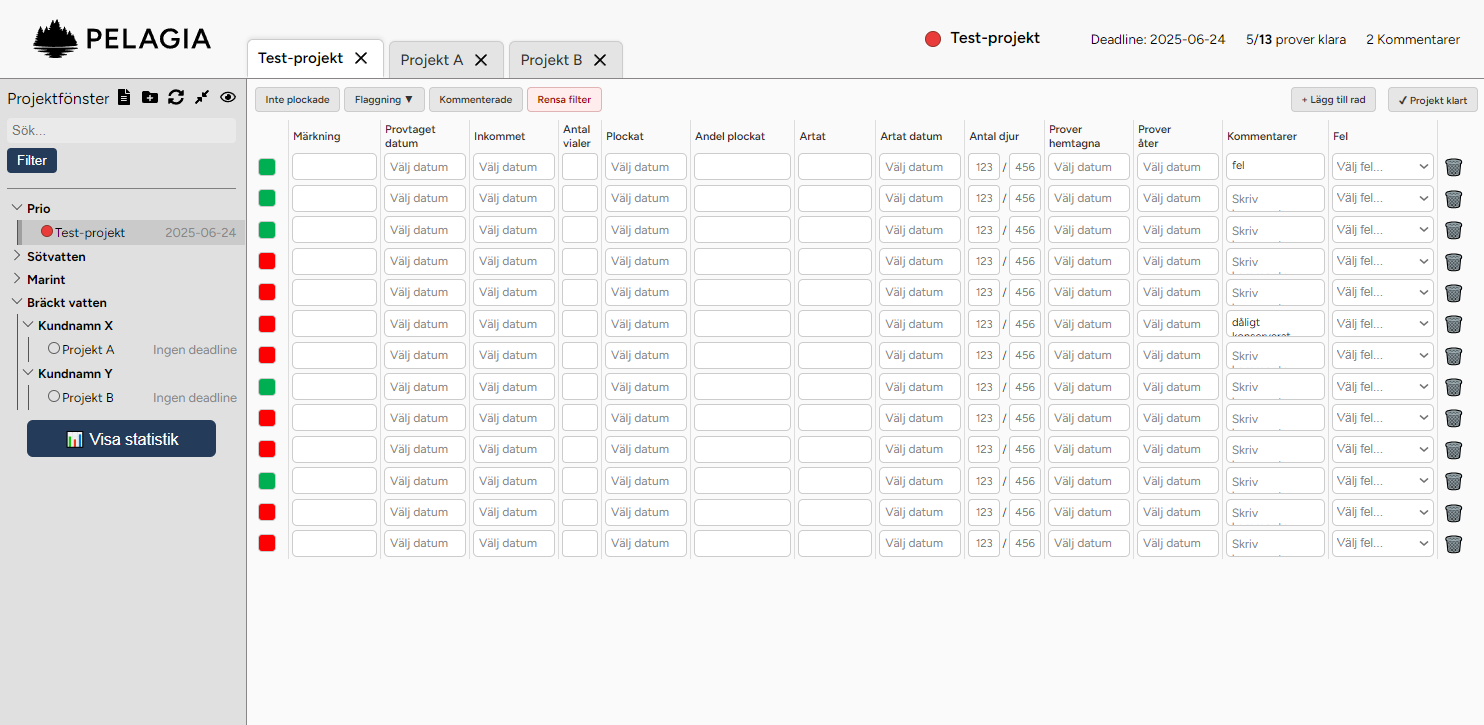 PELAGIA
Test-projekt
Projekt A
Projekt B
Test-projekt
Deadline: 2025-06-24
5/13 prover klara
2 Kommentarer
Projektfönster
Sök...
Filter
Prio
Test-projekt 2025-06-24
Sötvatten
Marint
Bräckt vatten
Kundnamn X
Projekt A Ingen deadline
Kundnamn Y
Projekt B Ingen deadline
Visa statistik
Inte plockade
Flaggning ▼
Kommenterade
Rensa filter
+ Lägg till rad
✓ Projekt klart
Märkning
Provtaget
datum
Inkommet
Antal
vialer
Plockat
Andel plockat
Artat
Artat datum
Antal djur
Prover
hemtagna
Prover
åter
Kommentarer
Fel
Välj datum Välj datum Välj datum Välj datum 123 / 456 Välj datum Välj datum fel Välj fel...
Välj datum Välj datum Välj datum Välj datum 123 / 456 Välj datum Välj datum Skriv Välj fel...
Välj datum Välj datum Välj datum Välj datum 123 / 456 Välj datum Välj datum Skriv Välj fel...
Välj datum Välj datum Välj datum Välj datum 123 / 456 Välj datum Välj datum Skriv Välj fel...
Välj datum Välj datum Välj datum Välj datum 123 / 456 Välj datum Välj datum Skriv Välj fel...
Välj datum Välj datum Välj datum Välj datum 123 / 456 Välj datum Välj datum dåligt Välj fel...
konserverat
Välj datum Välj datum Välj datum Välj datum 123 / 456 Välj datum Välj datum Skriv Välj fel...
Välj datum Välj datum Välj datum Välj datum 123 / 456 Välj datum Välj datum Skriv Välj fel...
Välj datum Välj datum Välj datum Välj datum 123 / 456 Välj datum Välj datum Skriv Välj fel...
Välj datum Välj datum Välj datum Välj datum 123 / 456 Välj datum Välj datum Skriv Välj fel...
Välj datum Välj datum Välj datum Välj datum 123 / 456 Välj datum Välj datum Skriv Välj fel...
Välj datum Välj datum Välj datum Välj datum 123 / 456 Välj datum Välj datum Skriv Välj fel...
Välj datum Välj datum Välj datum Välj datum 123 / 456 Välj datum Välj datum Skriv Välj fel...